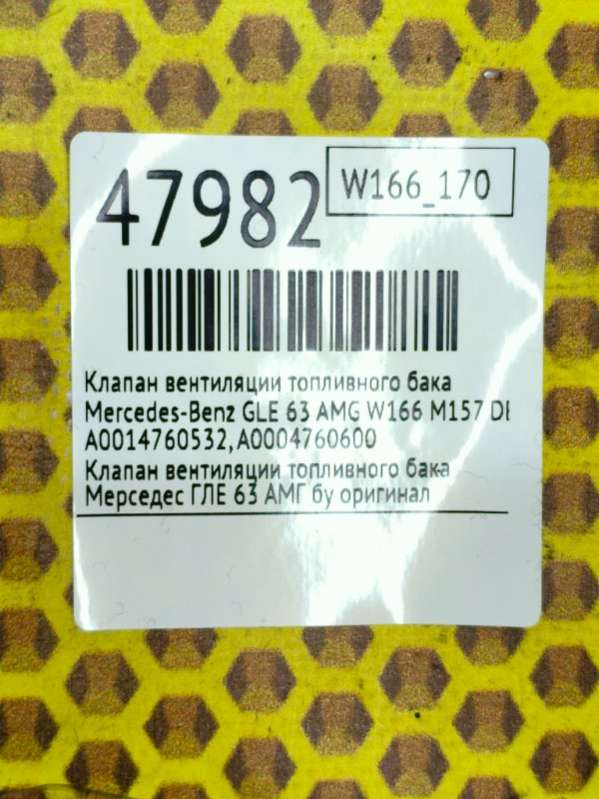 47982
W166_170
Клапан вентиляции топливного бака
Mercedes-Benz GLE 63 AMG W166 M157 DE
A0014760532,A0004760600
Клапан вентиляции топливного бака
Мерседес ГЛЕ 63 АМГ бу оригинал